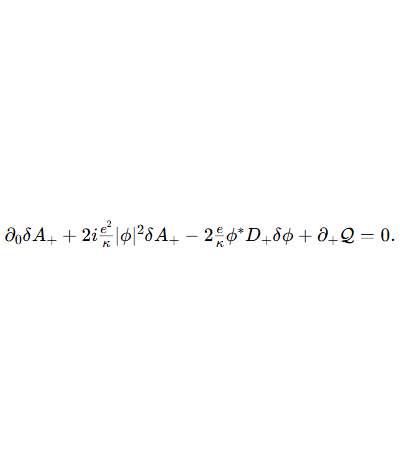 ∂₀δA₊ + 2i e²/κ |ϕ|²δA₊ − 2 e/κ ϕ*D₊δϕ + ∂₊𝒬 = 0.